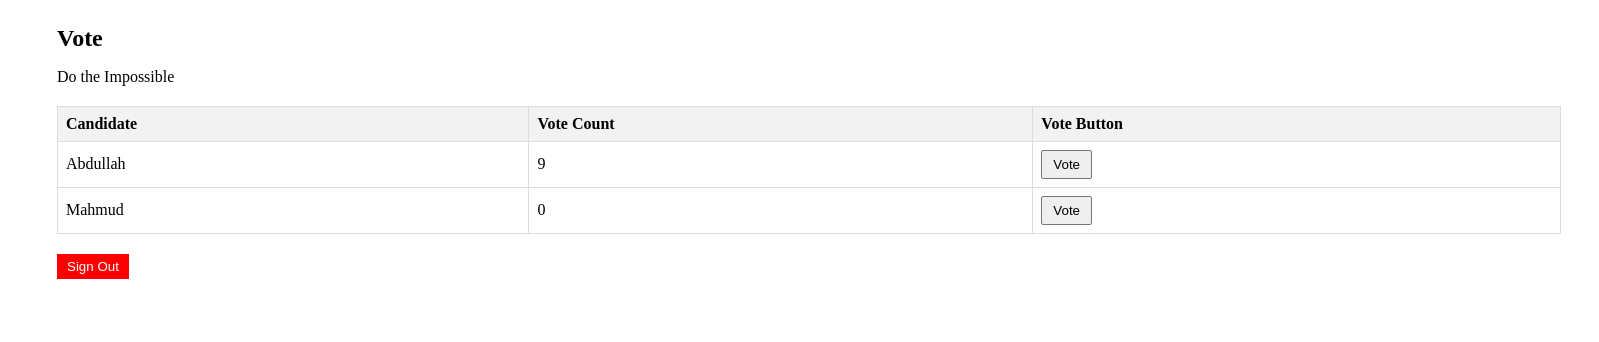 Vote
Do the Impossible
Candidate Vote Count Vote Button
Abdullah 9 Vote
Mahmud 0 Vote
Sign Out